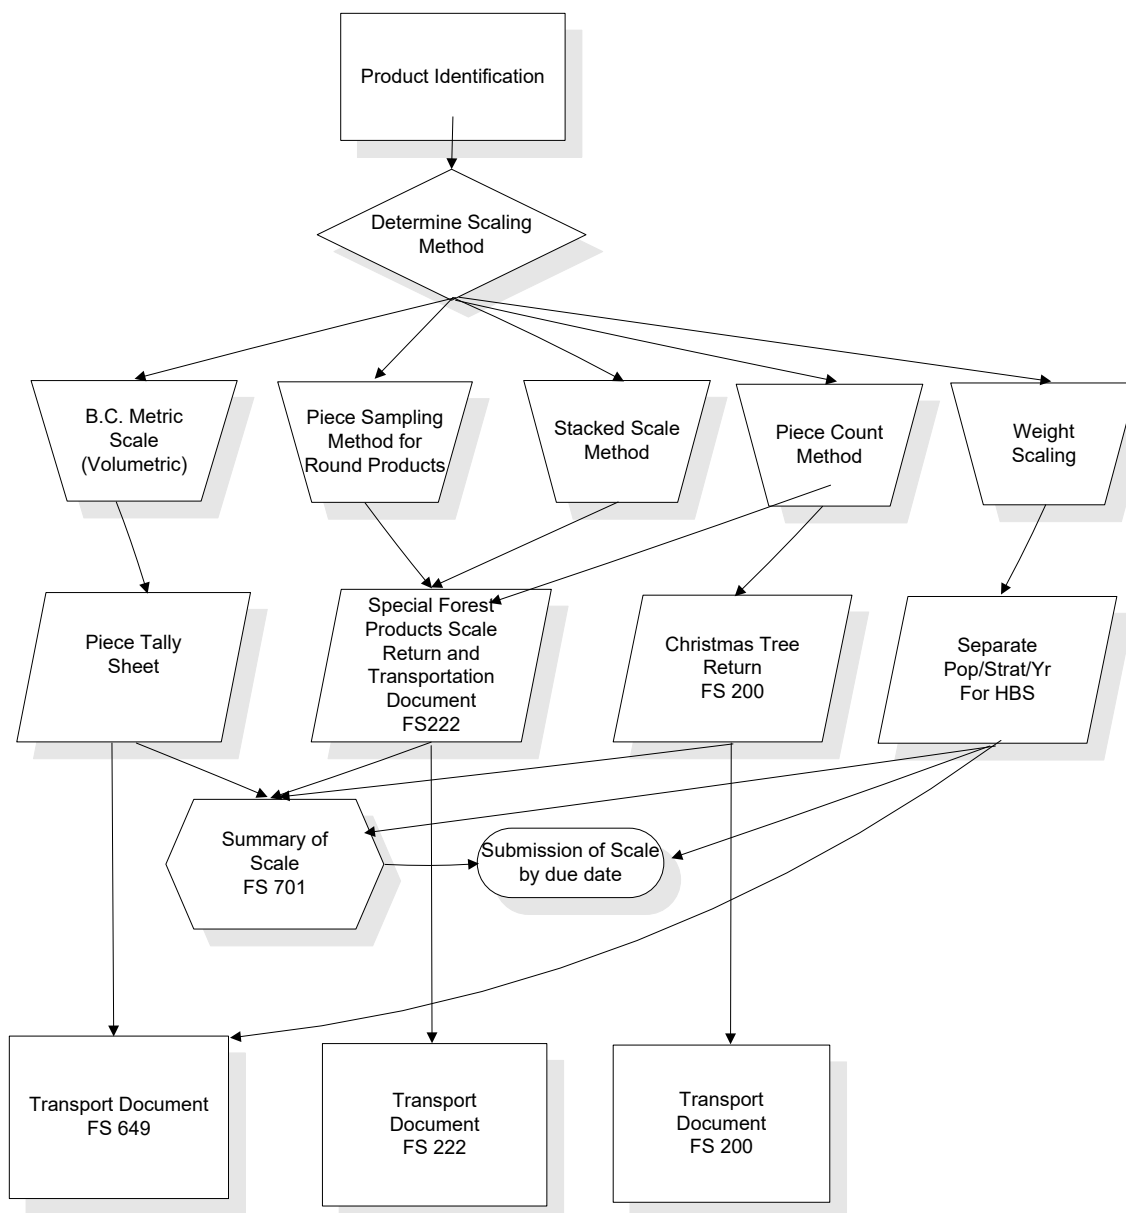 Product Identification
Determine Scaling
Method
B.C. Metric
Scale
(Volumetric)
Piece Sampling
Method for
Round Products
Stacked Scale
Method
Piece Count
Method
Weight
Scaling
Piece Tally
Sheet
Special Forest
Products Scale
Return and
Transportation
Document
FS222
Christmas Tree
Return
FS 200
Separate
Pop/Strat/Yr
For HBS
Summary of
Scale
FS 701
Submission of Scale
by due date
Transport Document
FS 649
Transport
Document
FS 222
Transport
Document
FS 200